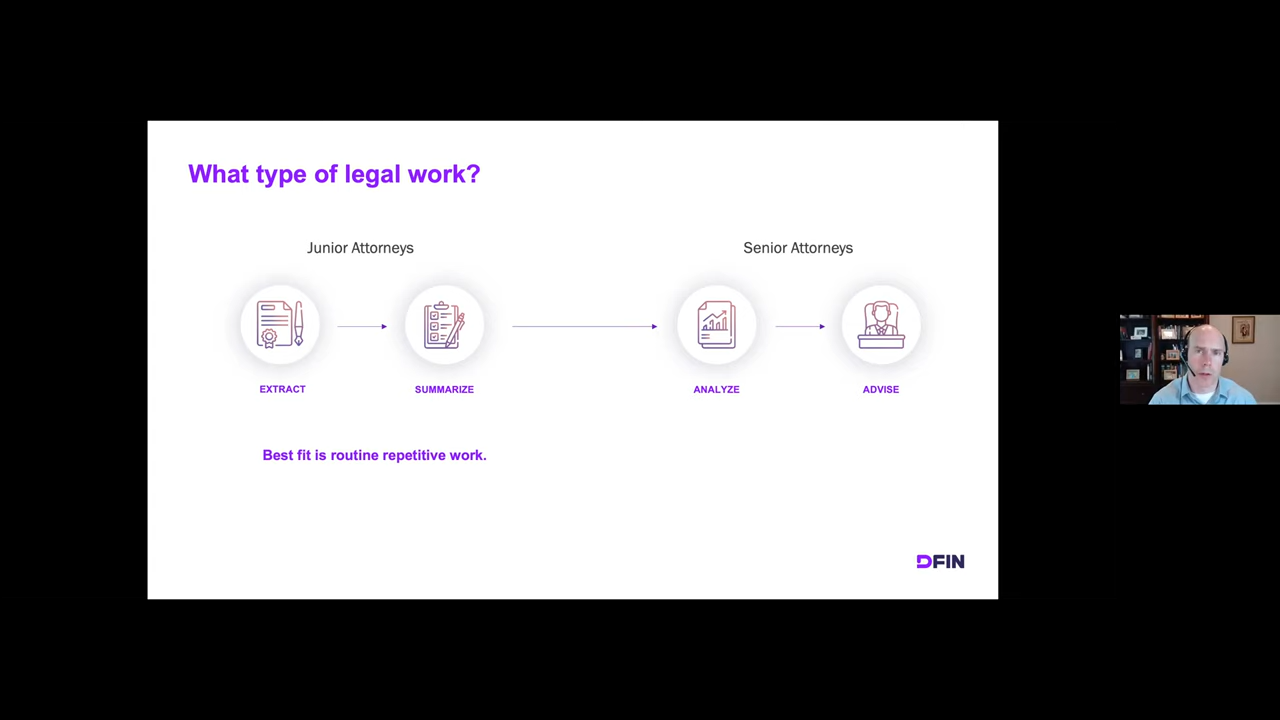 What type of legal work?
Junior Attorneys
Senior Attorneys
EXTRACT
SUMMARIZE
ANALYZE
ADVISE
Best fit is routine repetitive work.
DFIN